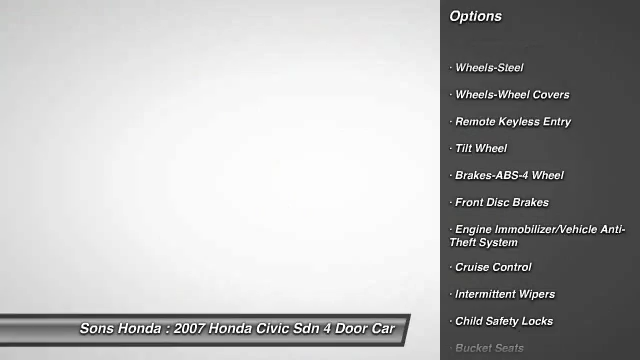 Options
· Wheels-Steel
· Wheels-Wheel Covers
· Remote Keyless Entry
· Tilt Wheel
· Brakes-ABS-4 Wheel
· Front Disc Brakes
· Engine Immobilizer/Vehicle Anti-
Theft System
· Cruise Control
· Intermittent Wipers
· Child Safety Locks
· Bucket Seats
Sons Honda : 2007 Honda Civic Sdn 4 Door Car